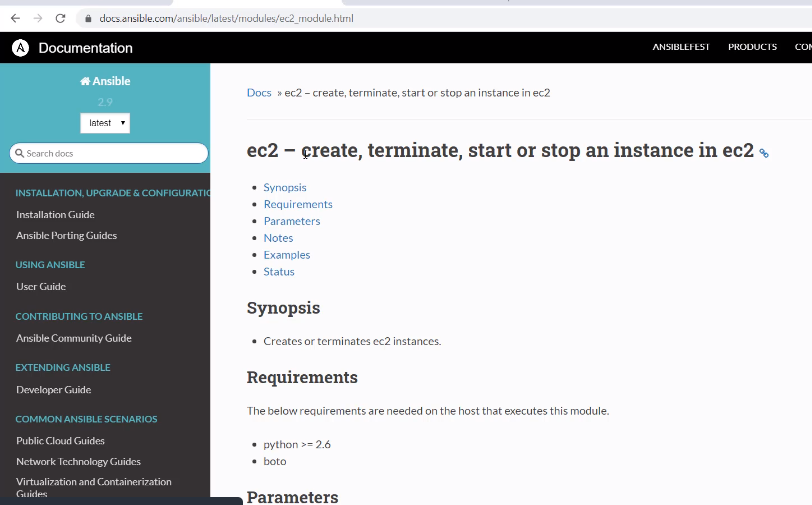 docs.ansible.com/ansible/latest/modules/ec2_module.html
A Documentation
ANSIBLEFEST PRODUCTS
Ansible
2.9
latest
Search docs
INSTALLATION, UPGRADE & CONFIGURATIO
Installation Guide
Ansible Porting Guides
USING ANSIBLE
User Guide
CONTRIBUTING TO ANSIBLE
Ansible Community Guide
EXTENDING ANSIBLE
Developer Guide
COMMON ANSIBLE SCENARIOS
Public Cloud Guides
Network Technology Guides
Virtualization and Containerization
Guides
Docs » ec2 – create, terminate, start or stop an instance in ec2
ec2 – create, terminate, start or stop an instance in ec2
• Synopsis
• Requirements
• Parameters
• Notes
• Examples
• Status
Synopsis
• Creates or terminates ec2 instances.
Requirements
The below requirements are needed on the host that executes this module.
• python >= 2.6
• boto
Parameters